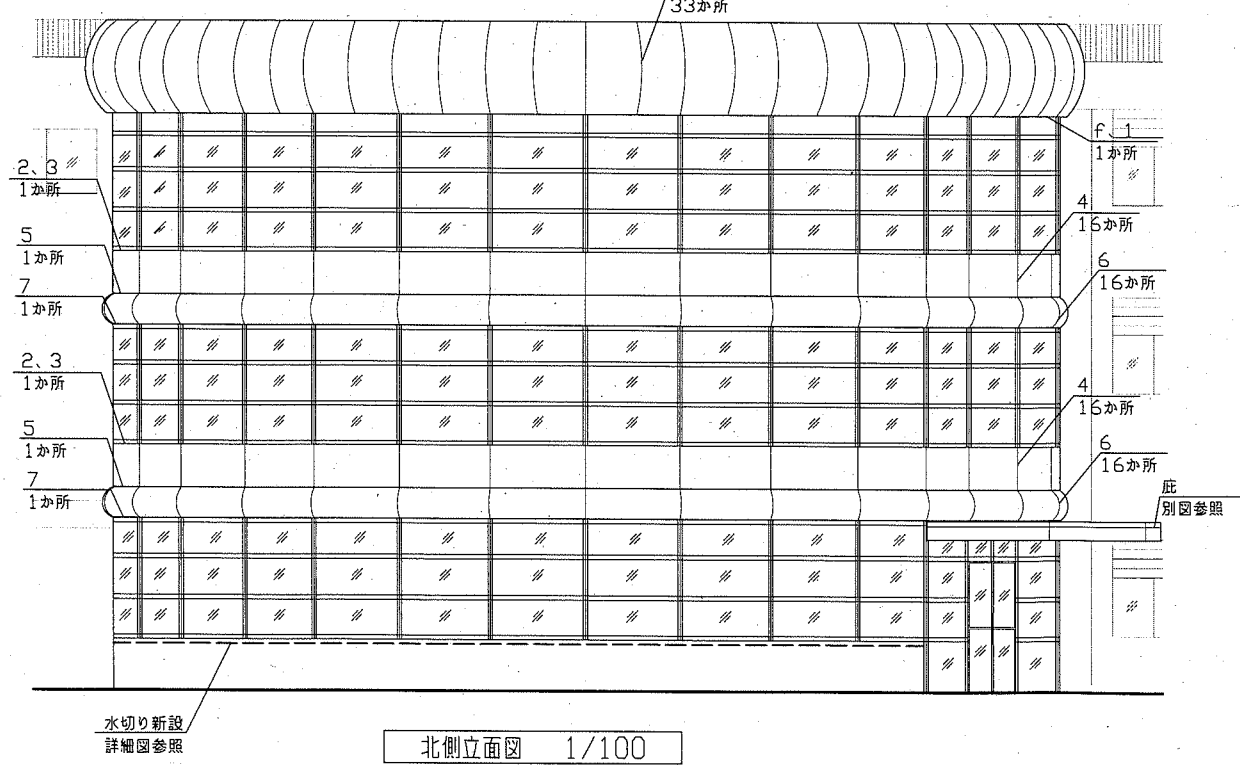 33か所
f、1
1か所
2、3
1か所
4
16か所
5
1か所
6
16か所
7
1か所
2、3
1か所
4
16か所
5
1か所
6
16か所
7
1か所
庇
別図参照
水切り新設
詳細図参照
北側立面図 1/100